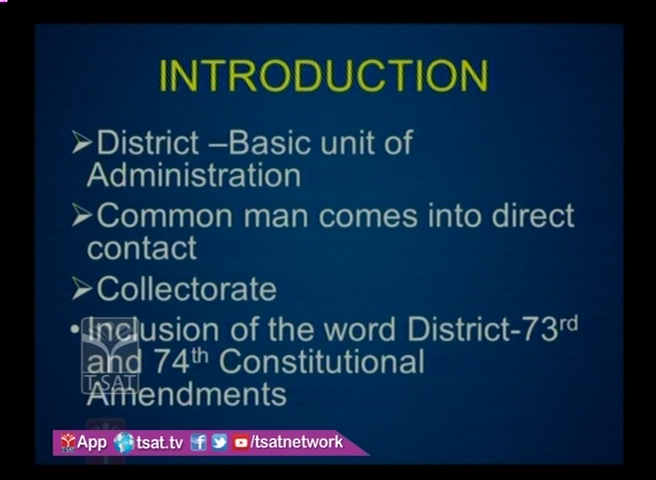 INTRODUCTION
➢District –Basic unit of
Administration
➢Common man comes into direct
contact
➢Collectorate
•Inclusion of the word District-73rd
and 74th Constitutional
Amendments
T-SAT
App tsat.tv /tsatnetwork